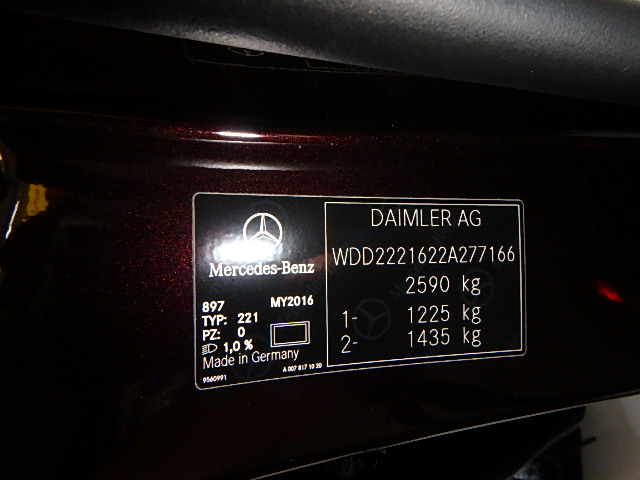 Mercedes-Benz
897 MY2016
TYP: 221
PZ: 0
1,0 %
Made in Germany
9560991 A 007 817 10 20
DAIMLER AG
WDD2221622A277166
2590 kg
1- 1225 kg
2- 1435 kg